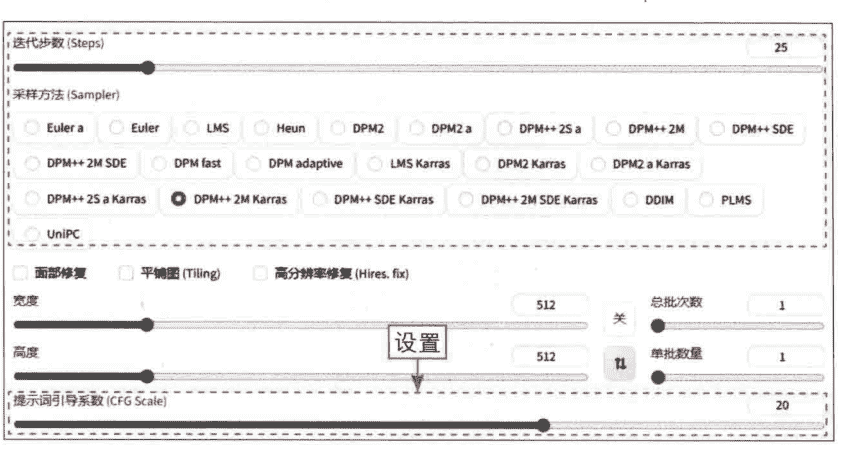 迭代步数 (Steps) 25
采样方法 (Sampler)
Euler a Euler LMS Heun DPM2 DPM2 a DPM++ 2S a DPM++ 2M DPM++ SDE
DPM++ 2M SDE DPM fast DPM adaptive LMS Karras DPM2 Karras DPM2 a Karras
DPM++ 2S a Karras DPM++ 2M Karras DPM++ SDE Karras DPM++ 2M SDE Karras DDIM PLMS
UniPC
面部修复 平铺图 (Tiling) 高分辨率修复 (Hires. fix)
宽度 512 关 总批次数 1
设置
高度 512 单批数量 1
提示词引导系数 (CFG Scale) 20